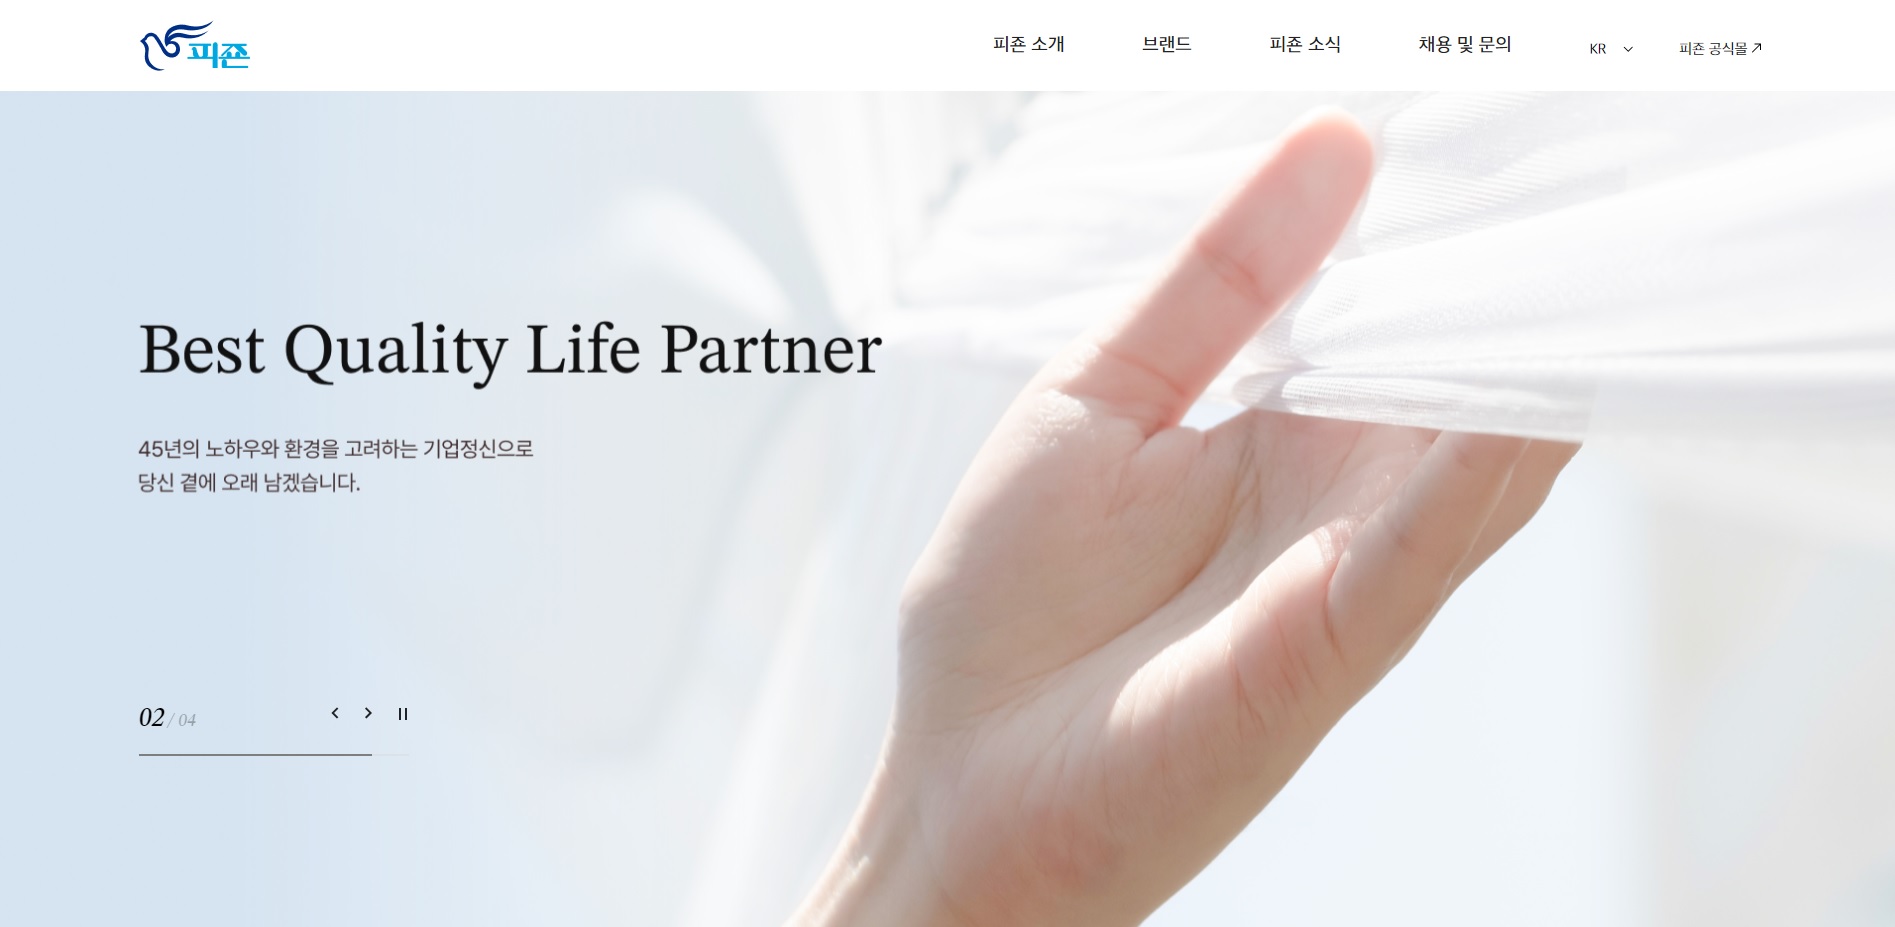 피죤
피죤 소개
브랜드
피죤 소식
채용 및 문의
KR
피죤 공식몰
Best Quality Life Partner
45년의 노하우와 환경을 고려하는 기업정신으로
당신 곁에 오래 남겠습니다.
02 / 04